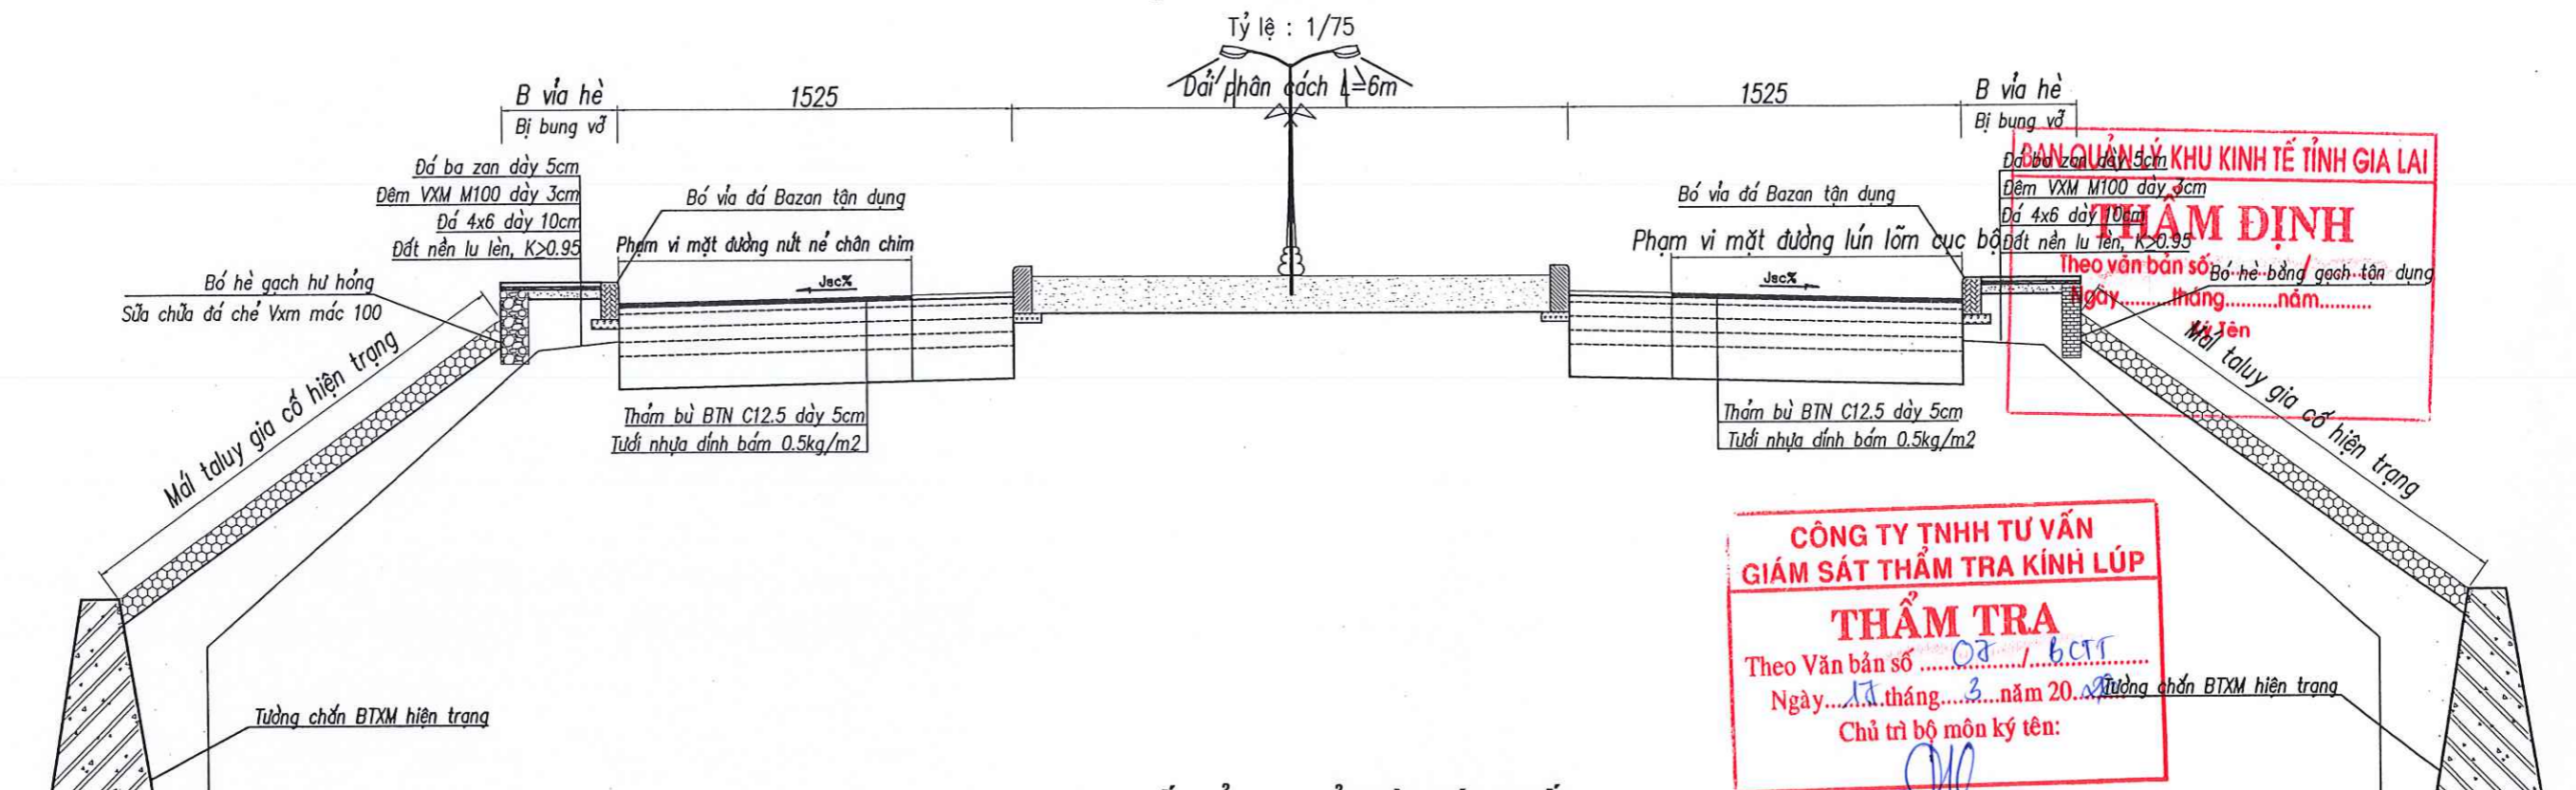 Tỷ lệ : 1/75
Dải phân cách L=6m
B vỉa hè
1525
1525
B vỉa hè
Bị bung vỡ
Bị bung vỡ
Đá ba zan dày 5cm
Đêm VXM M100 dày 3cm
Đá 4x6 dày 10cm
Đất nền lu lèn, K>0.95
Bó vỉa đá Bazan tận dụng
Phạm vi mặt đường nứt nẻ chân chim
Bó hè gạch hư hỏng
Sửa chữa đá chẻ Vxm mác 100
Jsc%
Mái taluy gia cố hiện trạng
Thảm bù BTN C12.5 dày 5cm
Tưới nhựa dính bám 0.5kg/m2
Tường chắn BTXM hiện trạng
Bó vỉa đá Bazan tận dụng
Phạm vi mặt đường lún lõm cục bộ
Jsc%
Đá ba zan dày 5cm
Đêm VXM M100 dày 3cm
Đá 4x6 dày 10cm
Đất nền lu lèn, K≥0.95
Bó hè bằng gạch tận dụng
Thảm bù BTN C12.5 dày 5cm
Tưới nhựa dính bám 0.5kg/m2
Mái taluy gia cố hiện trạng
Tường chắn BTXM hiện trạng
BAN QUẢN LÝ KHU KINH TẾ TỈNH GIA LAI
THẨM ĐỊNH
Theo văn bản số:........../..........
Ngày.........tháng.........năm.........
Ký Tên
CÔNG TY TNHH TƯ VẤN
GIÁM SÁT THẨM TRA KÍNH LÚP
THẨM TRA
Theo Văn bản số ....07..../..BCTT....
Ngày...17...tháng...3...năm 20
Chủ trì bộ môn ký tên: